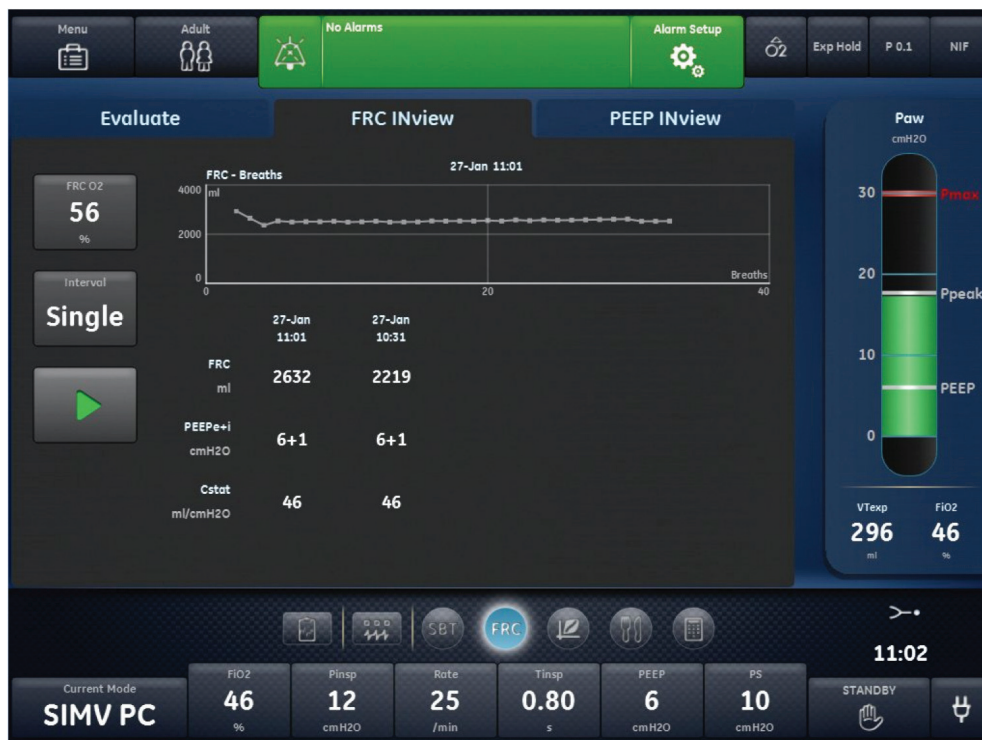 Menu
Adult
No Alarms
Alarm Setup
O2
Exp Hold
P 0.1
NIF
Evaluate
FRC INview
PEEP INview
Paw
cmH2O
FRC O2
56
%
Interval
Single
FRC - Breaths
27-Jan 11:01
4000
ml
2000
0
Breaths
0
20
40
27-Jan
11:01
27-Jan
10:31
FRC
ml
2632
2219
PEEPe+i
cmH2O
6+1
6+1
Cstat
ml/cmH2O
46
46
30
Pmax
20
Ppeak
10
PEEP
0
VTexp
296
ml
FiO2
46
%
SBT
FRC
11:02
Current Mode
SIMV PC
FiO2
46
%
Pinsp
12
cmH2O
Rate
25
/min
Tinsp
0.80
s
PEEP
6
cmH2O
PS
10
cmH2O
STANDBY